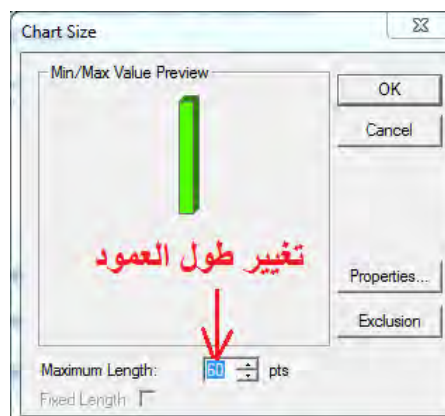 Chart Size
Min/Max Value Preview
OK
Cancel
تغيير طول العمود
Properties...
Exclusion
Maximum Length: 60 pts
Fixed Length